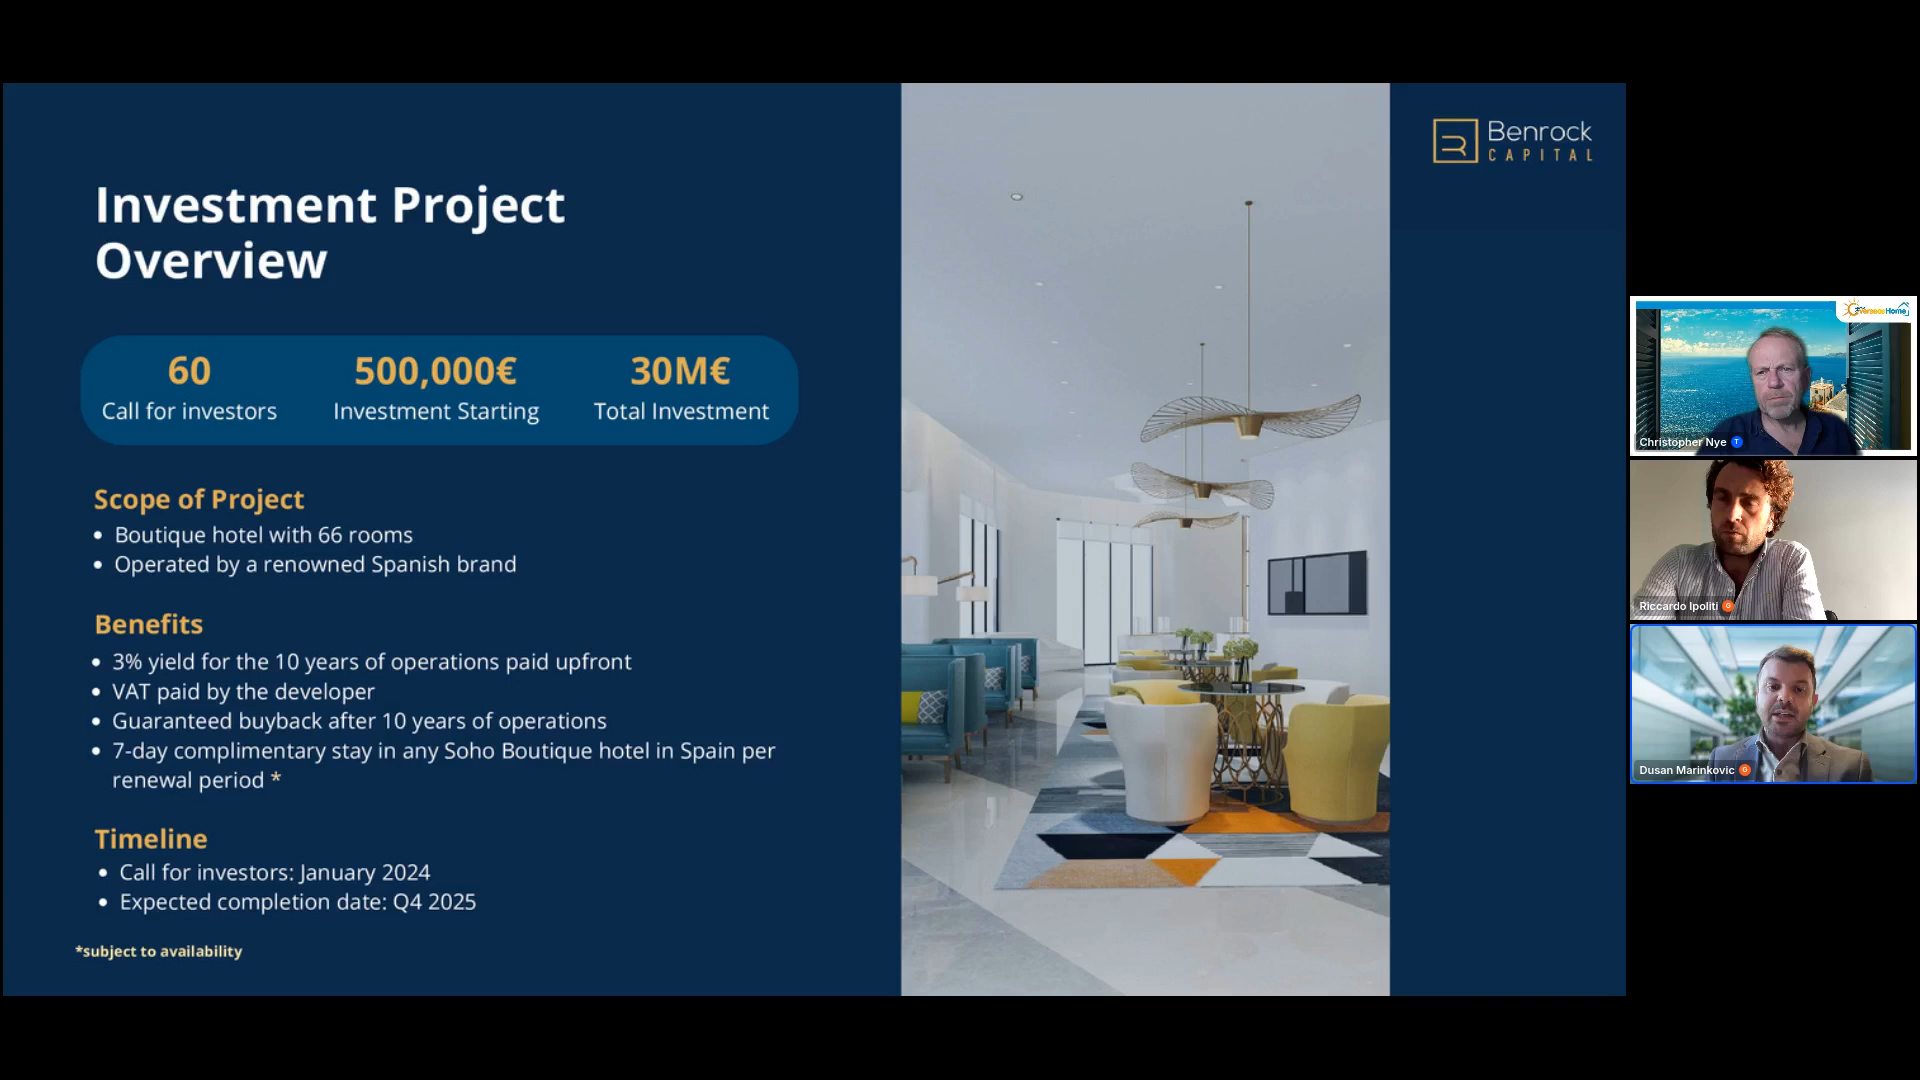 Investment Project
Overview
60
Call for investors
500,000€
Investment Starting
30M€
Total Investment
Scope of Project
• Boutique hotel with 66 rooms
• Operated by a renowned Spanish brand
Benefits
• 3% yield for the 10 years of operations paid upfront
• VAT paid by the developer
• Guaranteed buyback after 10 years of operations
• 7-day complimentary stay in any Soho Boutique hotel in Spain per
renewal period *
Timeline
• Call for investors: January 2024
• Expected completion date: Q4 2025
*subject to availability
Benrock
CAPITAL
Home
Christopher Nye T
Riccardo Ipoliti G
Dusan Marinkovic G